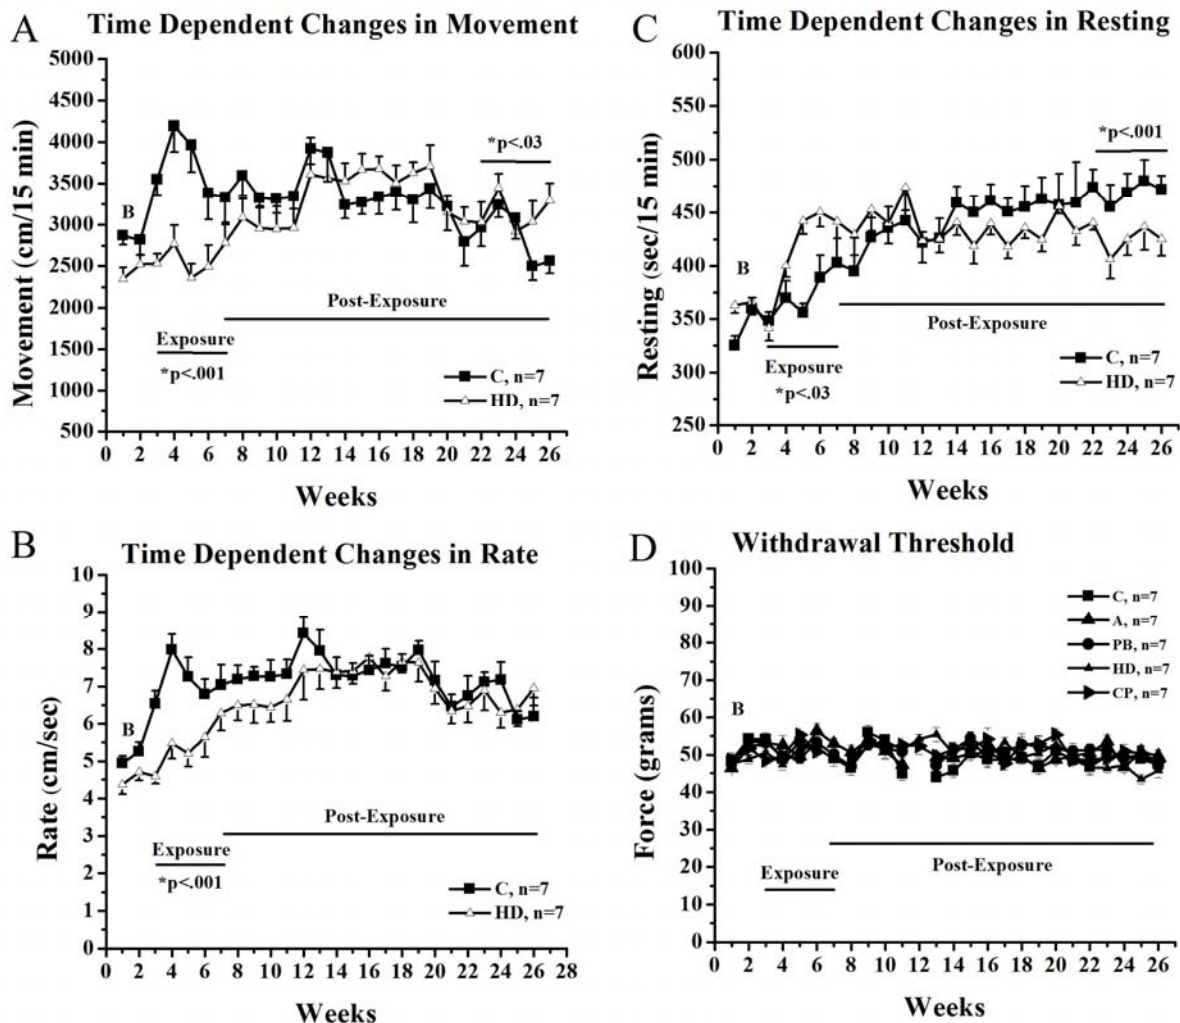 A
Time Dependent Changes in Movement
Movement (cm/15 min)
5000
4500
4000
3500
3000
2500
2000
1500
1000
500
B
*p<.03
Post-Exposure
Exposure
*p<.001
C, n=7
HD, n=7
0 2 4 6 8 10 12 14 16 18 20 22 24 26
Weeks
C
Time Dependent Changes in Resting
Resting (sec/15 min)
600
550
500
450
400
350
300
250
B
*p<.001
Post-Exposure
Exposure
*p<.03
C, n=7
HD, n=7
0 2 4 6 8 10 12 14 16 18 20 22 24 26
Weeks
B
Time Dependent Changes in Rate
Rate (cm/sec)
10
9
8
7
6
5
4
3
2
1
0
B
Post-Exposure
Exposure
*p<.001
C, n=7
HD, n=7
0 2 4 6 8 10 12 14 16 18 20 22 24 26 28
Weeks
D
Withdrawal Threshold
Force (grams)
100
90
80
70
60
50
40
30
20
10
0
C, n=7
A, n=7
PB, n=7
HD, n=7
CP, n=7
B
Post-Exposure
Exposure
0 2 4 6 8 10 12 14 16 18 20 22 24 26
Weeks